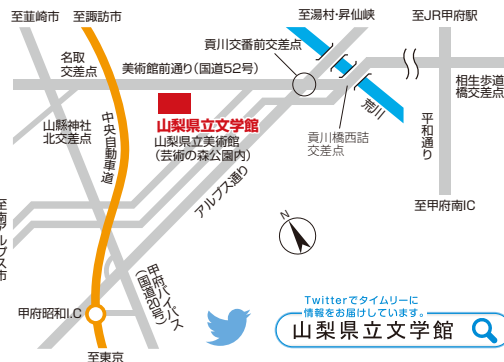 至韮崎市
至諏訪市
至湯村・昇仙峡
至JR甲府駅
貢川交番前交差点
名取
交差点
美術館前通り(国道52号)
相生歩道
橋交差点
荒川
山梨県立文学館
山梨県立美術館
(芸術の森公園内)
山縣神社
北交差点
中央自動車道
貢川橋西詰
交差点
平和通り
アルプス通り
至南アルプス市
至甲府南IC
N
甲府バイパス
(国道20号)
甲府昭和I.C
至東京
Twitterでタイムリーに
情報をお届けしています。
山梨県立文学館